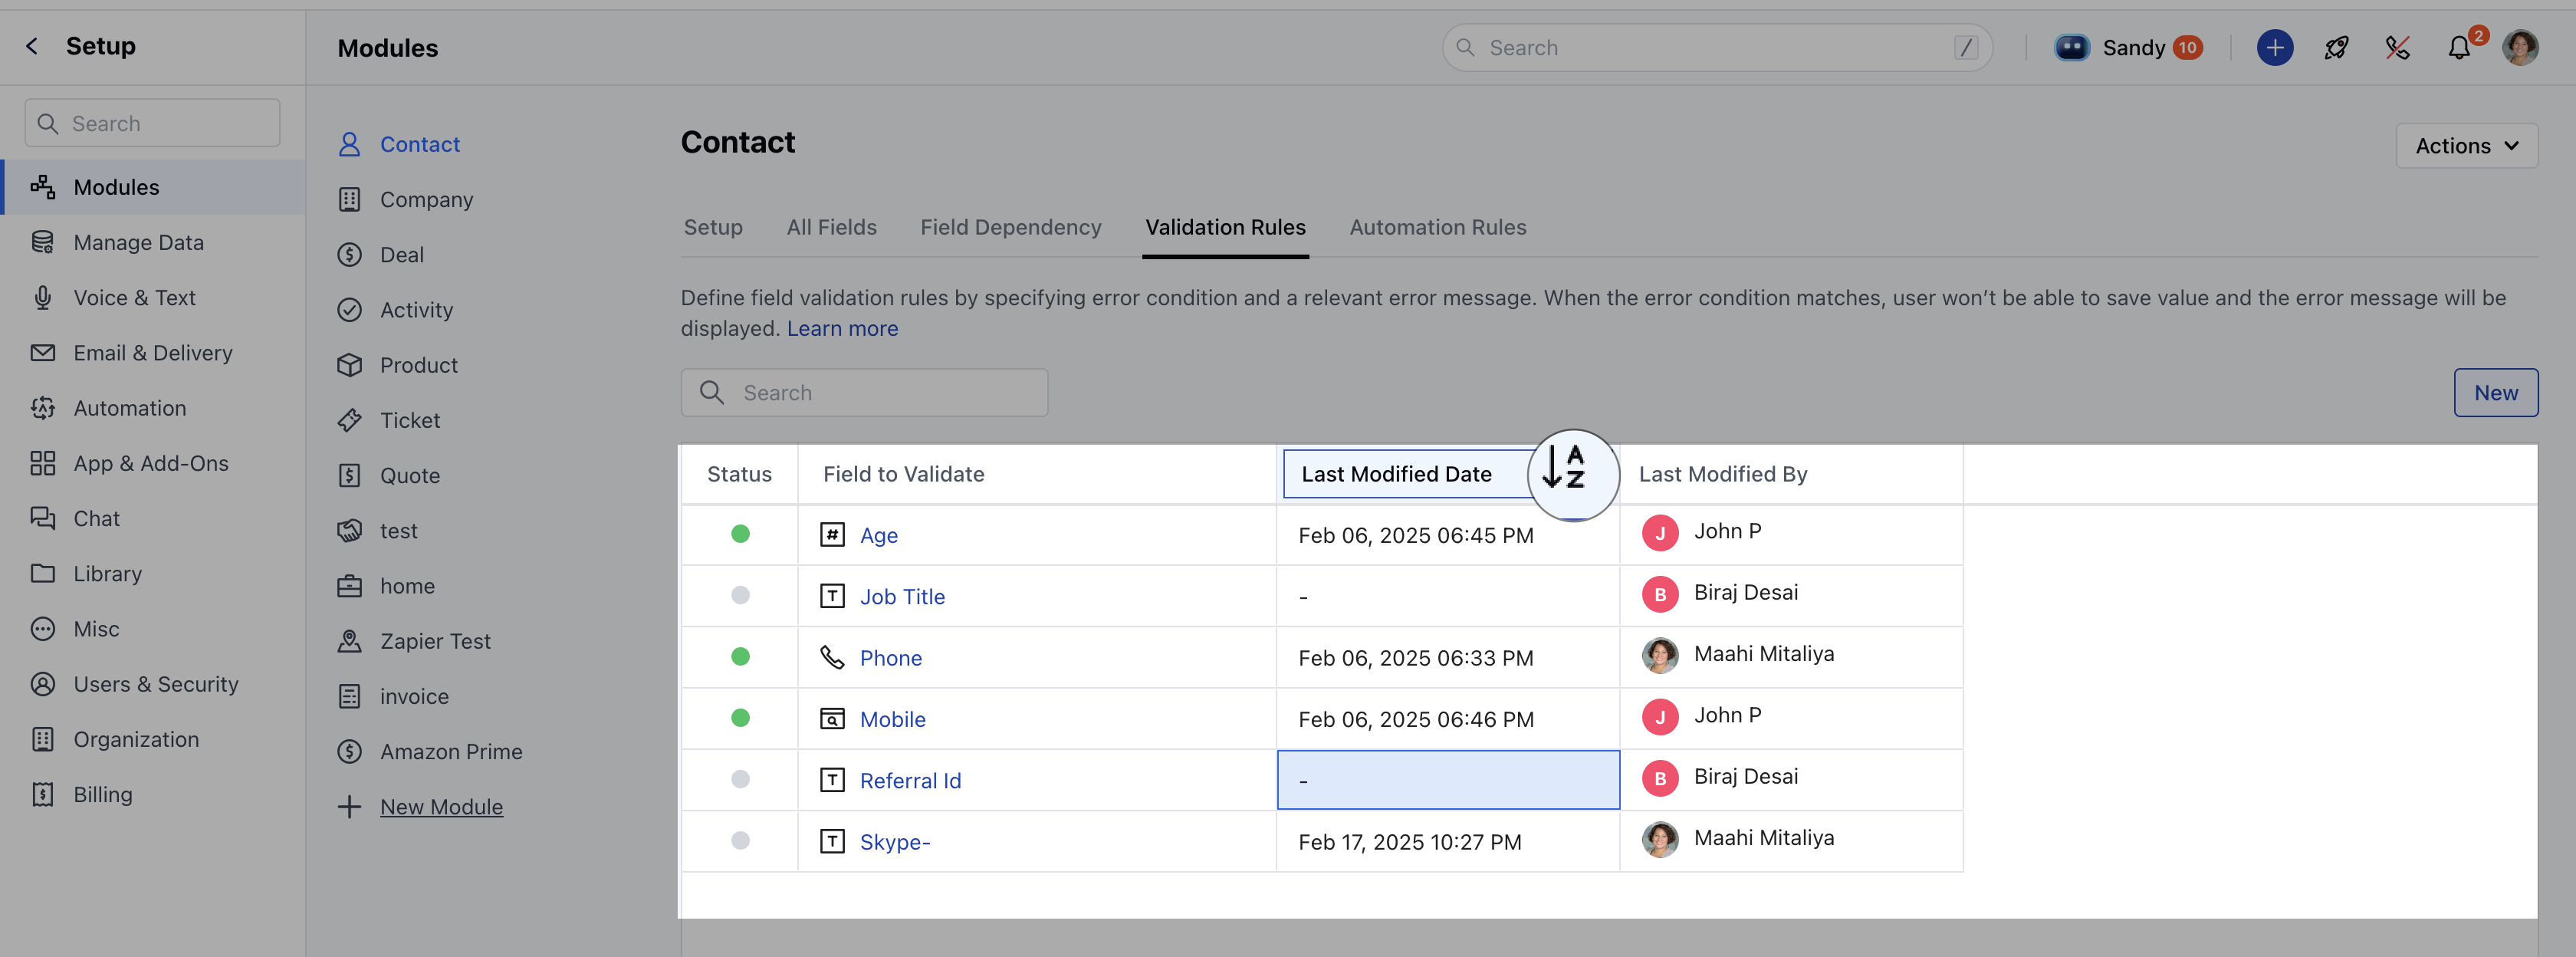 Setup
Modules
Search
/
Sandy 10
2
Search
Modules
Manage Data
Voice & Text
Email & Delivery
Automation
App & Add-Ons
Chat
Library
Misc
Users & Security
Organization
Billing
Contact
Company
Deal
Activity
Product
Ticket
Quote
test
home
Zapier Test
invoice
Amazon Prime
New Module
Contact
Actions
Setup All Fields Field Dependency Validation Rules Automation Rules
Define field validation rules by specifying error condition and a relevant error message. When the error condition matches, user won't be able to save value and the error message will be
displayed. Learn more
Search
New
Status Field to Validate Last Modified Date A Z Last Modified By
# Age Feb 06, 2025 06:45 PM J John P
T Job Title - B Biraj Desai
Phone Feb 06, 2025 06:33 PM Maahi Mitaliya
Mobile Feb 06, 2025 06:46 PM J John P
T Referral Id - B Biraj Desai
T Skype- Feb 17, 2025 10:27 PM Maahi Mitaliya